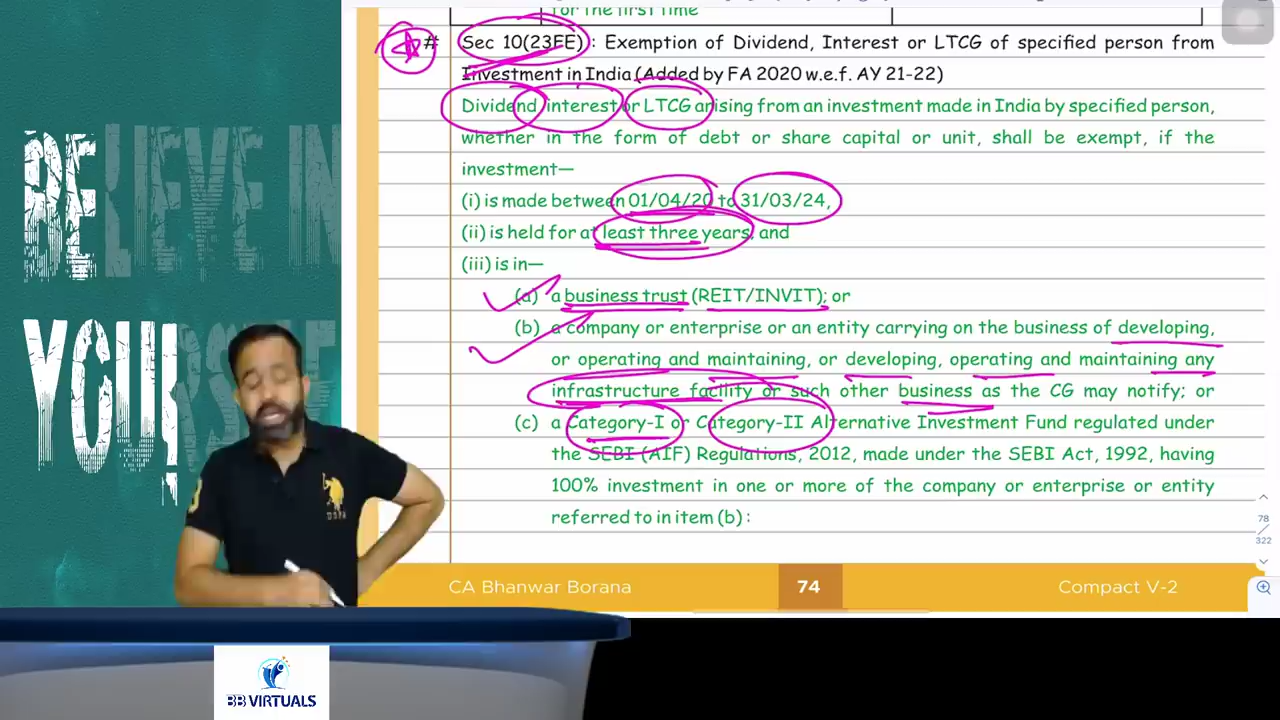 for the first time
# Sec 10(23FE) : Exemption of Dividend, Interest or LTCG of specified person from
Investment in India (Added by FA 2020 w.e.f. AY 21-22)
Dividend interest or LTCG arising from an investment made in India by specified person,
whether in the form of debt or share capital or unit, shall be exempt, if the
investment—
(i) is made between 01/04/20 to 31/03/24,
(ii) is held for at least three years, and
(iii) is in—
(a) a business trust (REIT/INVIT); or
(b) a company or enterprise or an entity carrying on the business of developing,
or operating and maintaining, or developing, operating and maintaining any
infrastructure facility or such other business as the CG may notify; or
(c) a Category-I or Category-II Alternative Investment Fund regulated under
the SEBI (AIF) Regulations, 2012, made under the SEBI Act, 1992, having
100% investment in one or more of the company or enterprise or entity
referred to in item (b) :
78
/
322
CA Bhanwar Borana 74 Compact V-2
BELIEVE IN
YOURSE
U.S.P.A.
3
BB VIRTUALS